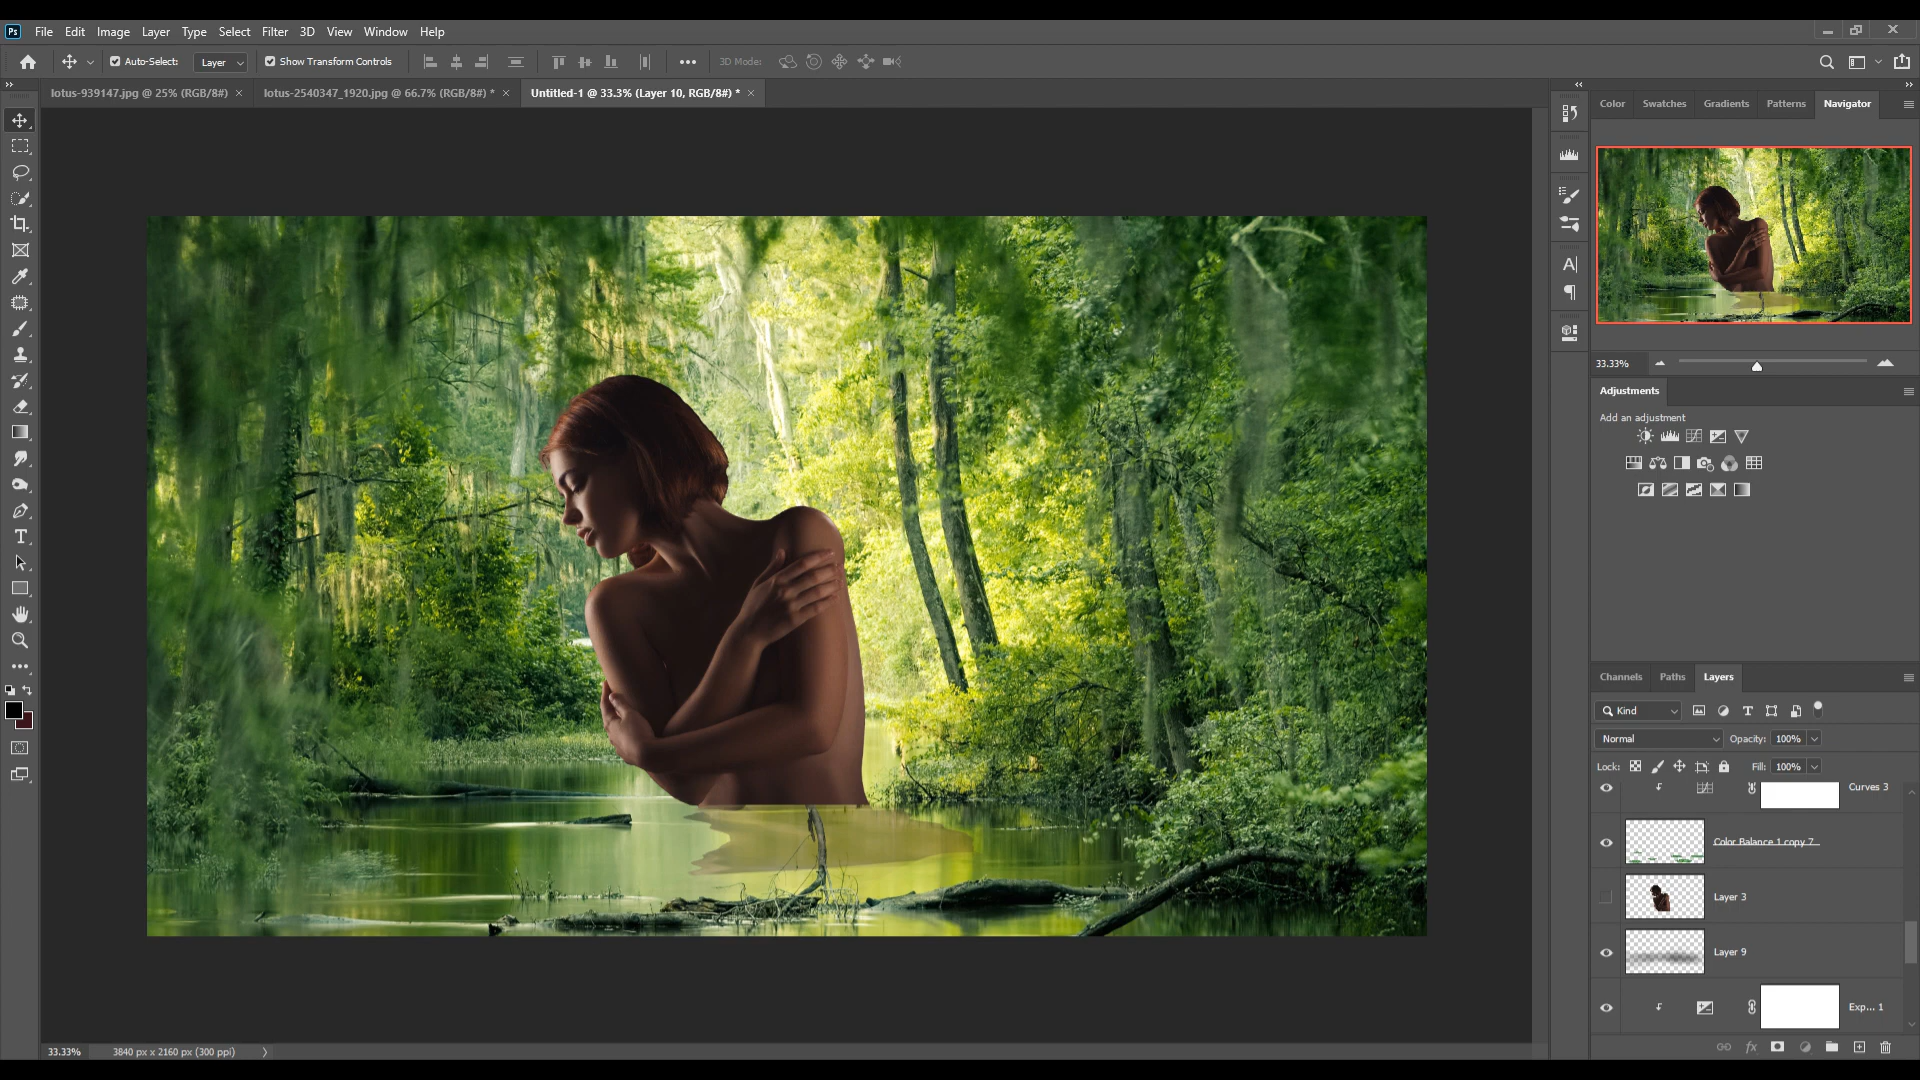 Ps File Edit Image Layer Type Select Filter 3D View Window Help
Auto-Select: Layer Show Transform Controls 3D Mode:
lotus-939147.jpg @ 25% (RGB/8#) × lotus-2540347_1920.jpg @ 66.7% (RGB/8#) * × Untitled-1 @ 33.3% (Layer 10, RGB/8#) * ×
Color Swatches Gradients Patterns Navigator
33.33%
Adjustments
Add an adjustment
Channels Paths Layers
Kind
Normal Opacity: 100%
Lock: Fill: 100%
Curves 3
Color Balance 1 copy 7
Layer 3
Layer 9
Exp... 1
33.33% 3840 px x 2160 px (300 ppi)